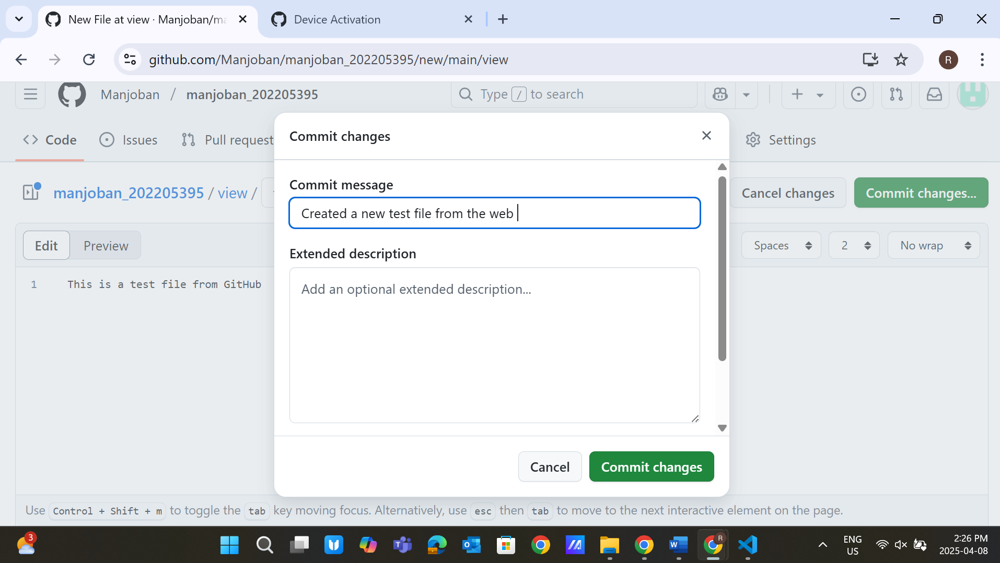 New File at view · Manjoban/ma
Device Activation
github.com/Manjoban/manjoban_202205395/new/main/view
R
Manjoban / manjoban_202205395
Type / to search
Code
Issues
Pull request
Settings
Commit changes
manjoban_202205395 / view /
Cancel changes
Commit changes...
Commit message
Created a new test file from the web
Edit
Preview
Spaces
2
No wrap
Extended description
1 This is a test file from GitHub
Add an optional extended description...
Cancel
Commit changes
Use Control + Shift + m to toggle the tab key moving focus. Alternatively, use esc then tab to move to the next interactive element on the page.
3
R
ENG
US
2:26 PM
2025-04-08